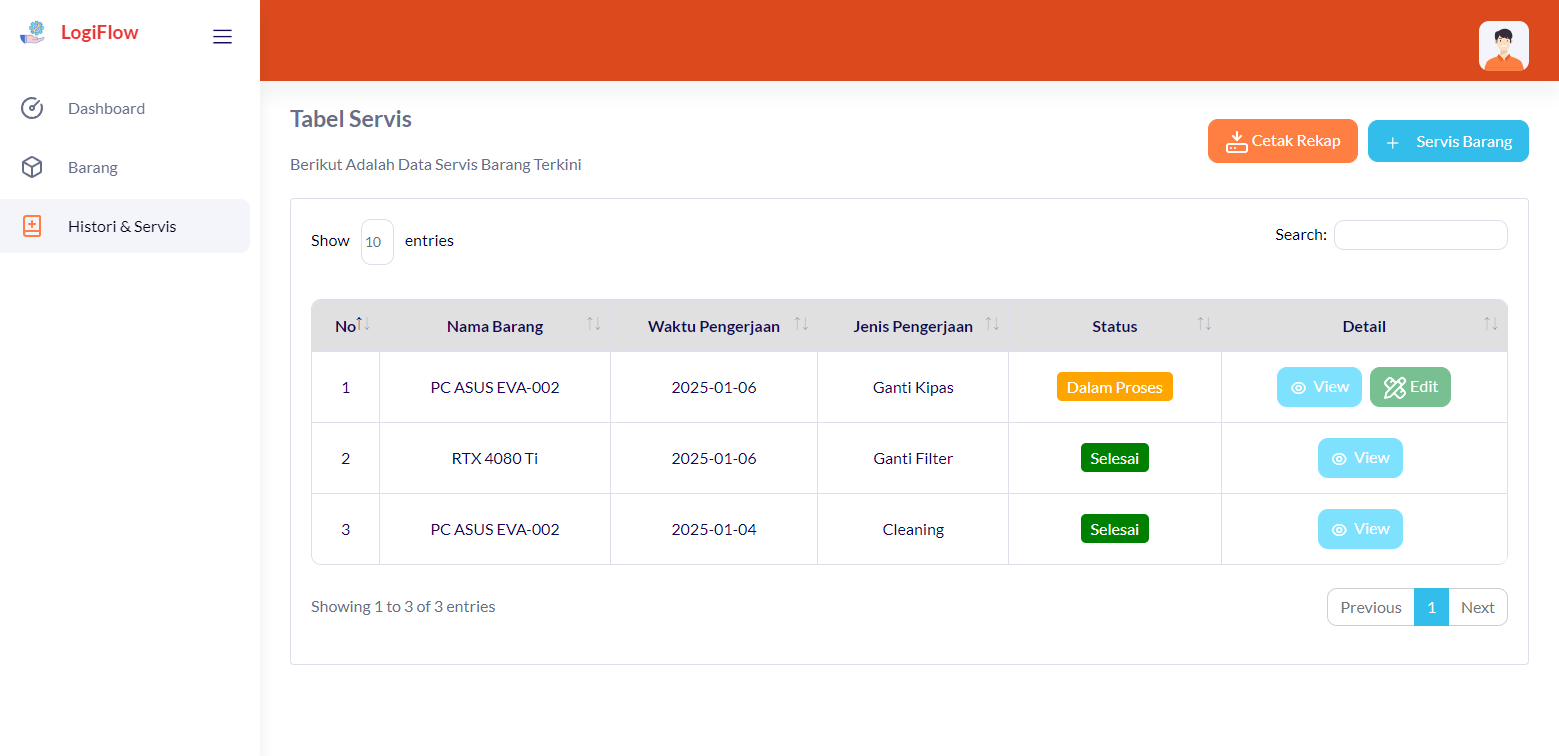 LogiFlow
Dashboard
Barang
Histori & Servis
Tabel Servis
Berikut Adalah Data Servis Barang Terkini
Cetak Rekap
+ Servis Barang
Show 10 entries
Search:
No Nama Barang Waktu Pengerjaan Jenis Pengerjaan Status Detail
1 PC ASUS EVA-002 2025-01-06 Ganti Kipas Dalam Proses View Edit
2 RTX 4080 Ti 2025-01-06 Ganti Filter Selesai View
3 PC ASUS EVA-002 2025-01-04 Cleaning Selesai View
Showing 1 to 3 of 3 entries
Previous 1 Next